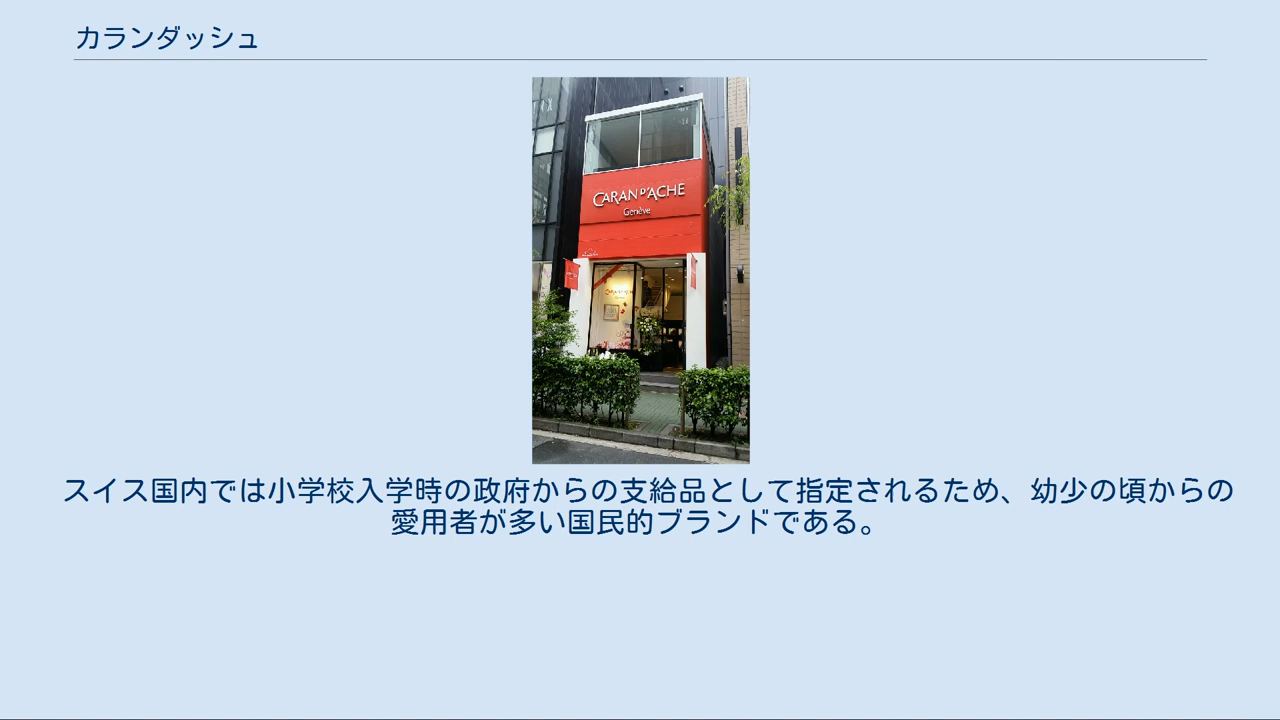 カランダッシュ
CARAN D'ACHE
Genève
スイス国内では小学校入学時の政府からの支給品として指定されるため、幼少の頃からの
愛用者が多い国民的ブランドである。